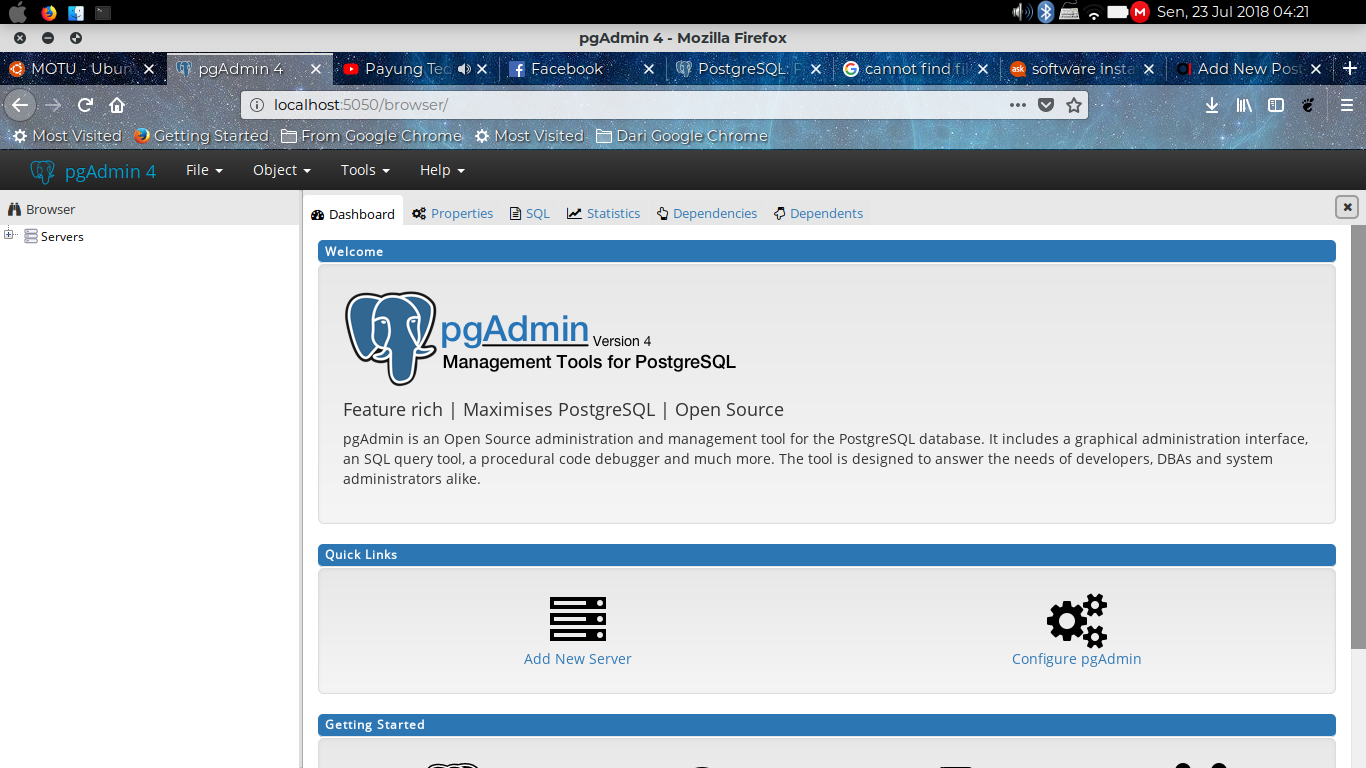 Sen, 23 Jul 2018 04:21
pgAdmin 4 - Mozilla Firefox
MOTU - Ubun
pgAdmin 4
Payung Tec
Facebook
PostgreSQL: F
cannot find fi
software insta
Add New Post
localhost:5050/browser/
Most Visited
Getting Started
From Google Chrome
Most Visited
Dari Google Chrome
pgAdmin 4
File
Object
Tools
Help
Browser
Dashboard
Properties
SQL
Statistics
Dependencies
Dependents
Servers
Welcome
pgAdmin Version 4
Management Tools for PostgreSQL
Feature rich | Maximises PostgreSQL | Open Source
pgAdmin is an Open Source administration and management tool for the PostgreSQL database. It includes a graphical administration interface,
an SQL query tool, a procedural code debugger and much more. The tool is designed to answer the needs of developers, DBAs and system
administrators alike.
Quick Links
Add New Server
Configure pgAdmin
Getting Started